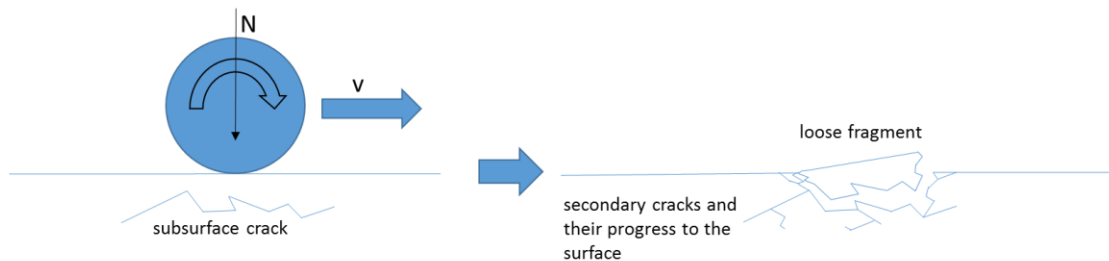 N
v
subsurface crack
loose fragment
secondary cracks and
their progress to the
surface